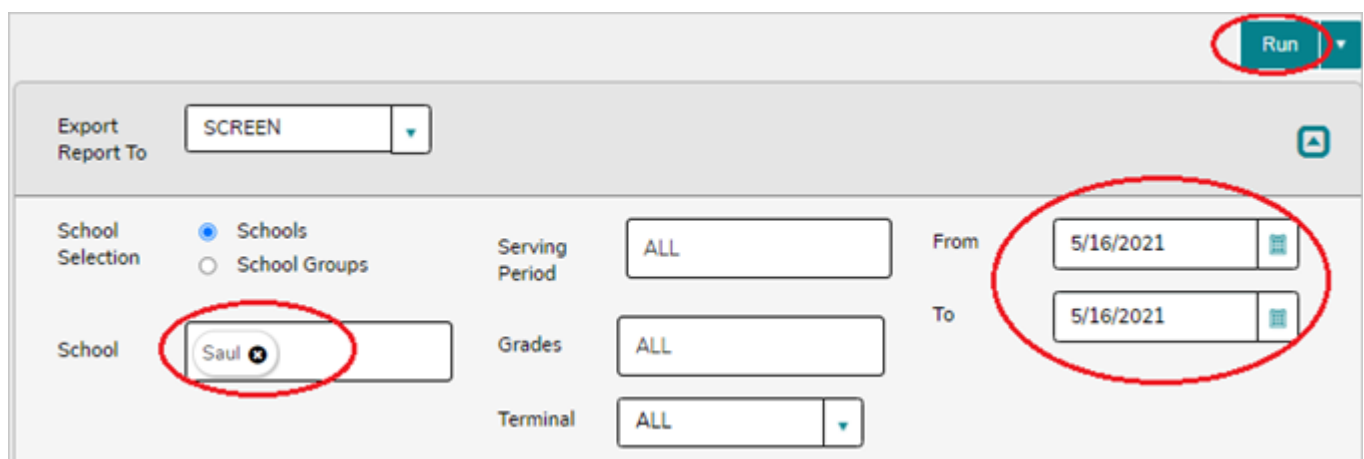 Run
Export
Report To
SCREEN
School
Selection
Schools
School Groups
Serving
Period
ALL
From
5/16/2021
School
Saul
Grades
ALL
To
5/16/2021
Terminal
ALL